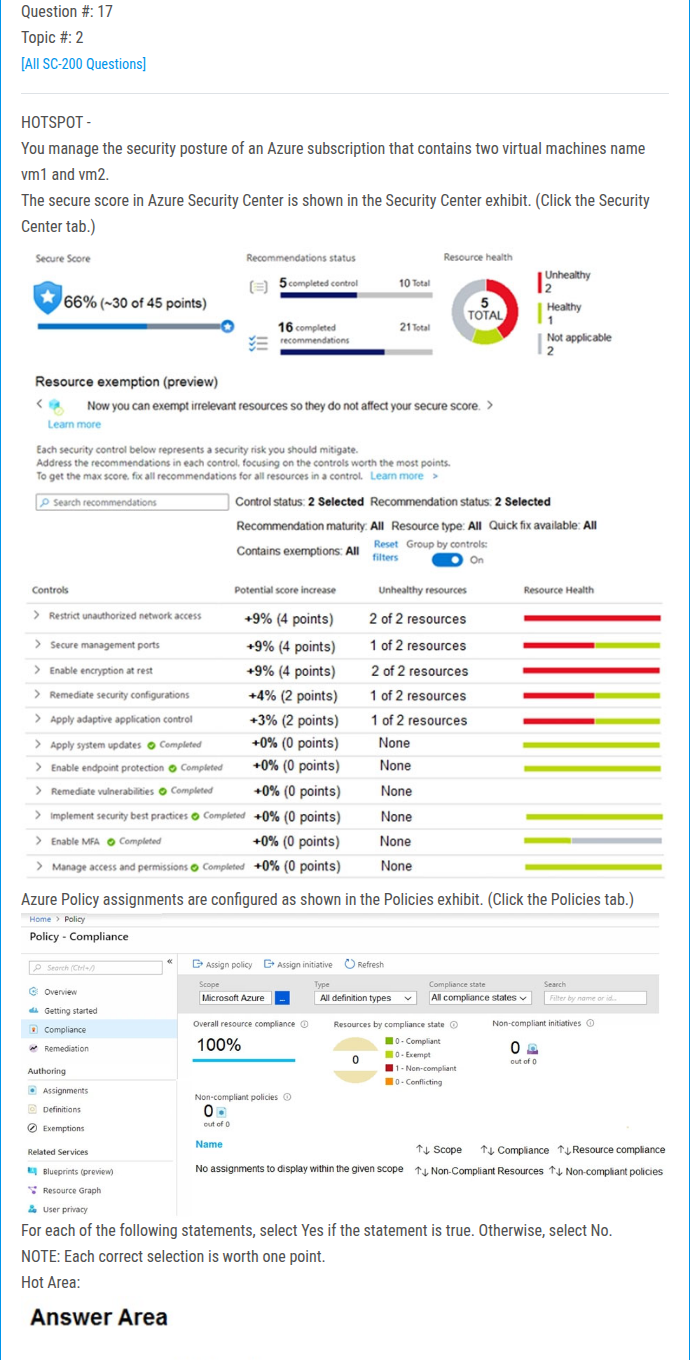 Question #: 17
Topic #: 2
[All SC-200 Questions]
HOTSPOT -
You manage the security posture of an Azure subscription that contains two virtual machines name
vm1 and vm2.
The secure score in Azure Security Center is shown in the Security Center exhibit. (Click the Security
Center tab.)
Secure Score
Recommendations status
Resource health
66% (~30 of 45 points)
5 completed control 10 Total
16 completed recommendations 21 Total
5 TOTAL
Unhealthy
2
Healthy
1
Not applicable
2
Resource exemption (preview)
< Now you can exempt irrelevant resources so they do not affect your secure score. >
Learn more
Each security control below represents a security risk you should mitigate.
Address the recommendations in each control, focusing on the controls worth the most points.
To get the max score, fix all recommendations for all resources in a control. Learn more >
Search recommendations
Control status: 2 Selected Recommendation status: 2 Selected
Recommendation maturity: All Resource type: All Quick fix available: All
Contains exemptions: All Reset filters Group by controls: On
Controls Potential score increase Unhealthy resources Resource Health
> Restrict unauthorized network access +9% (4 points) 2 of 2 resources
> Secure management ports +9% (4 points) 1 of 2 resources
> Enable encryption at rest +9% (4 points) 2 of 2 resources
> Remediate security configurations +4% (2 points) 1 of 2 resources
> Apply adaptive application control +3% (2 points) 1 of 2 resources
> Apply system updates Completed +0% (0 points) None
> Enable endpoint protection Completed +0% (0 points) None
> Remediate vulnerabilities Completed +0% (0 points) None
> Implement security best practices Completed +0% (0 points) None
> Enable MFA Completed +0% (0 points) None
> Manage access and permissions Completed +0% (0 points) None
Azure Policy assignments are configured as shown in the Policies exhibit. (Click the Policies tab.)
Home > Policy
Policy - Compliance
Search (Ctrl+/)
«
Overview
Getting started
Compliance
Remediation
Authoring
Assignments
Definitions
Exemptions
Related Services
Blueprints (preview)
Resource Graph
User privacy
Assign policy Assign initiative Refresh
Scope Type Compliance state Search
Microsoft Azure ... All definition types All compliance states Filter by name or id...
Overall resource compliance
100%
Resources by compliance state
0
0 - Compliant
0 - Exempt
1 - Non-compliant
0 - Conflicting
Non-compliant initiatives
0
out of 0
Non-compliant policies
0
out of 0
Name ↑↓ Scope ↑↓ Compliance ↑↓ Resource compliance
No assignments to display within the given scope ↑↓ Non-Compliant Resources ↑↓ Non-compliant policies
For each of the following statements, select Yes if the statement is true. Otherwise, select No.
NOTE: Each correct selection is worth one point.
Hot Area:
Answer Area